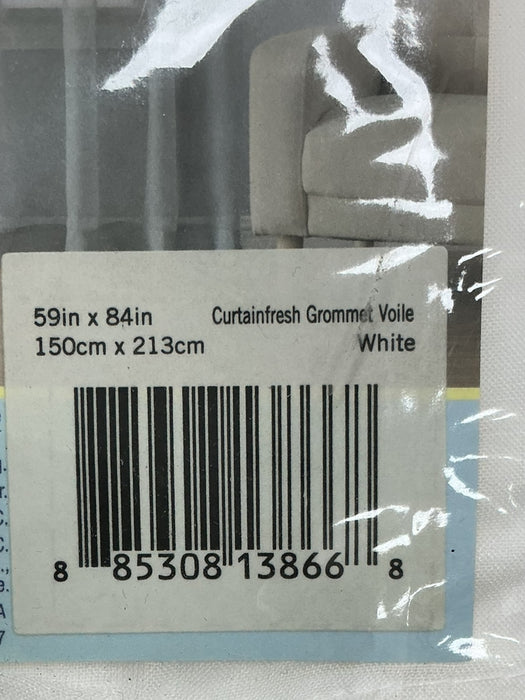 59in x 84in Curtainfresh Grommet Voile
150cm x 213cm White
8 85308 13866 8